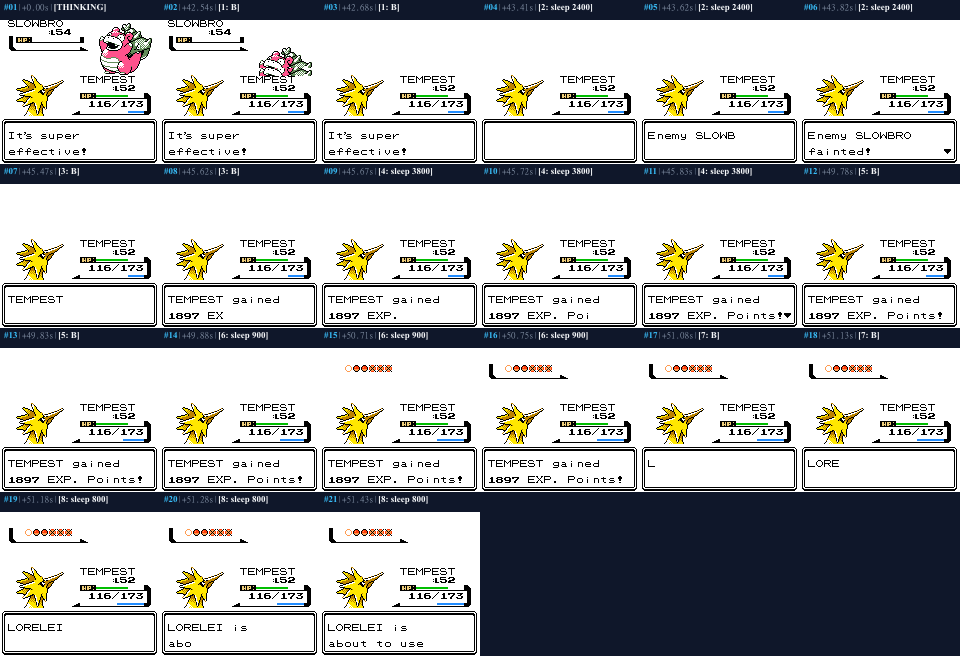 #01 | +0.00s | [THINKING]
SLOWBRO
:L54
HP:
TEMPEST
:L52
HP:
116/173
It's super
effective!
#02 | +42.54s | [1: B]
SLOWBRO
:L54
HP:
TEMPEST
:L52
HP:
116/173
It's super
effective!
#03 | +42.68s | [1: B]
TEMPEST
:L52
HP:
116/173
It's super
effective!
#04 | +43.41s | [2: sleep 2400]
TEMPEST
:L52
HP:
116/173
#05 | +43.62s | [2: sleep 2400]
TEMPEST
:L52
HP:
116/173
Enemy SLOWB
#06 | +43.82s | [2: sleep 2400]
TEMPEST
:L52
HP:
116/173
Enemy SLOWBRO
fainted!
#07 | +45.47s | [3: B]
TEMPEST
:L52
HP:
116/173
TEMPEST
#08 | +45.62s | [3: B]
TEMPEST
:L52
HP:
116/173
TEMPEST gained
1897 EX
#09 | +45.67s | [4: sleep 3800]
TEMPEST
:L52
HP:
116/173
TEMPEST gained
1897 EXP.
#10 | +45.72s | [4: sleep 3800]
TEMPEST
:L52
HP:
116/173
TEMPEST gained
1897 EXP. Poi
#11 | +45.83s | [4: sleep 3800]
TEMPEST
:L52
HP:
116/173
TEMPEST gained
1897 EXP. Points!
#12 | +49.78s | [5: B]
TEMPEST
:L52
HP:
116/173
TEMPEST gained
1897 EXP. Points!
#13 | +49.83s | [5: B]
TEMPEST
:L52
HP:
116/173
TEMPEST gained
1897 EXP. Points!
#14 | +49.88s | [6: sleep 900]
TEMPEST
:L52
HP:
116/173
TEMPEST gained
1897 EXP. Points!
#15 | +50.71s | [6: sleep 900]
TEMPEST
:L52
HP:
116/173
TEMPEST gained
1897 EXP. Points!
#16 | +50.75s | [6: sleep 900]
TEMPEST
:L52
HP:
116/173
TEMPEST gained
1897 EXP. Points!
#17 | +51.08s | [7: B]
TEMPEST
:L52
HP:
116/173
L
#18 | +51.13s | [7: B]
TEMPEST
:L52
HP:
116/173
LORE
#19 | +51.18s | [8: sleep 800]
TEMPEST
:L52
HP:
116/173
LORELEI
#20 | +51.28s | [8: sleep 800]
TEMPEST
:L52
HP:
116/173
LORELEI is
abo
#21 | +51.43s | [8: sleep 800]
TEMPEST
:L52
HP:
116/173
LORELEI is
about to use